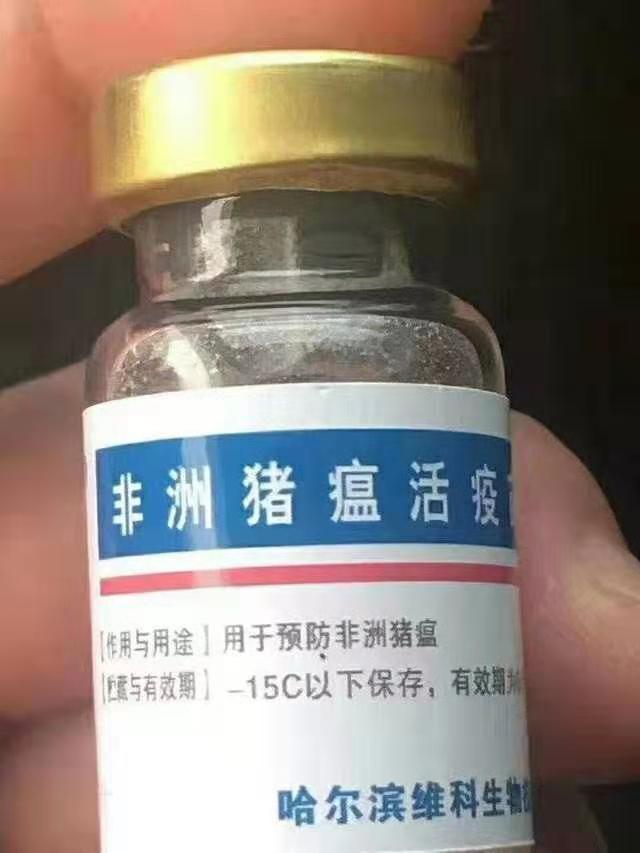 非洲猪瘟活疫
【作用与用途】用于预防非洲猪瘟
【贮藏与有效期】-15C以下保存，有效期为
哈尔滨维科生物